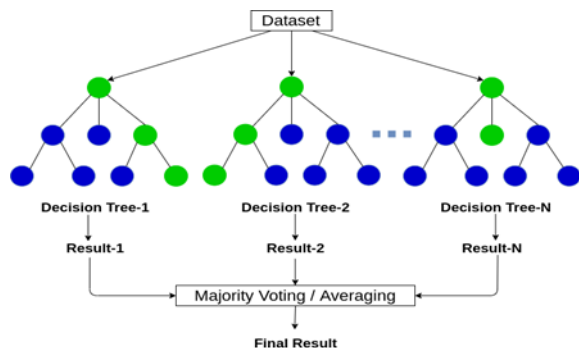 Dataset
Decision Tree-1
Decision Tree-2
Decision Tree-N
Result-1
Result-2
Result-N
Majority Voting / Averaging
Final Result